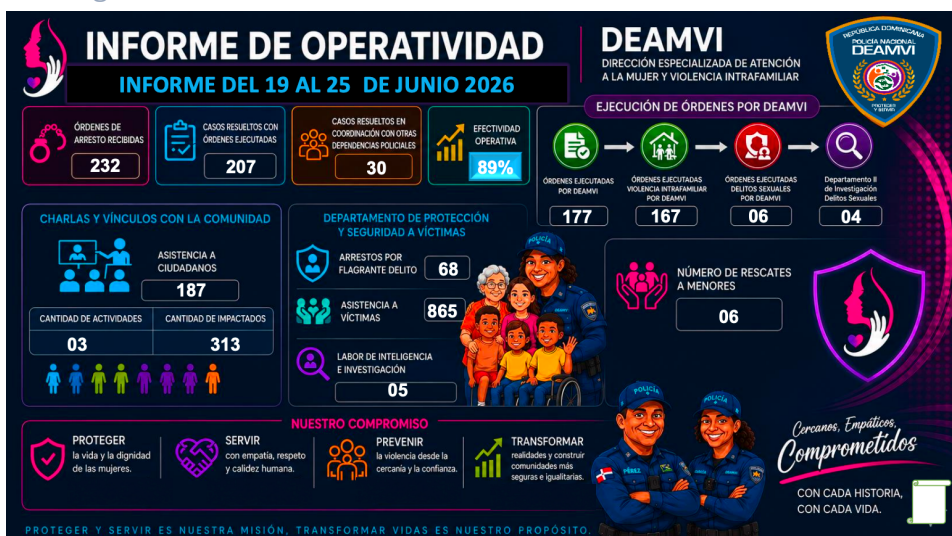 INFORME DE OPERATIVIDAD
INFORME DEL 19 AL 25 DE JUNIO 2026
DEAMVI
DIRECCIÓN ESPECIALIZADA DE ATENCIÓN
A LA MUJER Y VIOLENCIA INTRAFAMILIAR
REPÚBLICA DOMINICANA
POLICÍA NACIONAL
DEAMVI
PROTEGER
Y SERVIR
ÓRDENES DE
ARRESTO RECIBIDAS
232
CASOS RESUELTOS CON
ÓRDENES EJECUTADAS
207
CASOS RESUELTOS EN
COORDINACIÓN CON OTRAS
DEPENDENCIAS POLICIALES
30
EFECTIVIDAD
OPERATIVA
89%
EJECUCIÓN DE ÓRDENES POR DEAMVI
ÓRDENES EJECUTADAS
POR DEAMVI
177
ÓRDENES EJECUTADAS
VIOLENCIA INTRAFAMILIAR
POR DEAMVI
167
ÓRDENES EJECUTADAS
DELITOS SEXUALES
POR DEAMVI
06
Departamento II
de Investigación
Delitos Sexuales
04
CHARLAS Y VÍNCULOS CON LA COMUNIDAD
ASISTENCIA A
CIUDADANOS
187
CANTIDAD DE ACTIVIDADES
03
CANTIDAD DE IMPACTADOS
313
DEPARTAMENTO DE PROTECCIÓN
Y SEGURIDAD A VÍCTIMAS
ARRESTOS POR
FLAGRANTE DELITO
68
ASISTENCIA A
VÍCTIMAS
865
LABOR DE INTELIGENCIA
E INVESTIGACIÓN
05
POLICÍA
NÚMERO DE RESCATES
A MENORES
06
NUESTRO COMPROMISO
PROTEGER
la vida y la dignidad
de las mujeres.
SERVIR
con empatía, respeto
y calidez humana.
PREVENIR
la violencia desde la
cercanía y la confianza.
TRANSFORMAR
realidades y construir
comunidades más
seguras e igualitarias.
POLICÍA
POLICÍA
PÉREZ
Cercanos, Empáticos,
Comprometidos
CON CADA HISTORIA,
CON CADA VIDA.
PROTEGER Y SERVIR ES NUESTRA MISIÓN, TRANSFORMAR VIDAS ES NUESTRO PROPÓSITO.